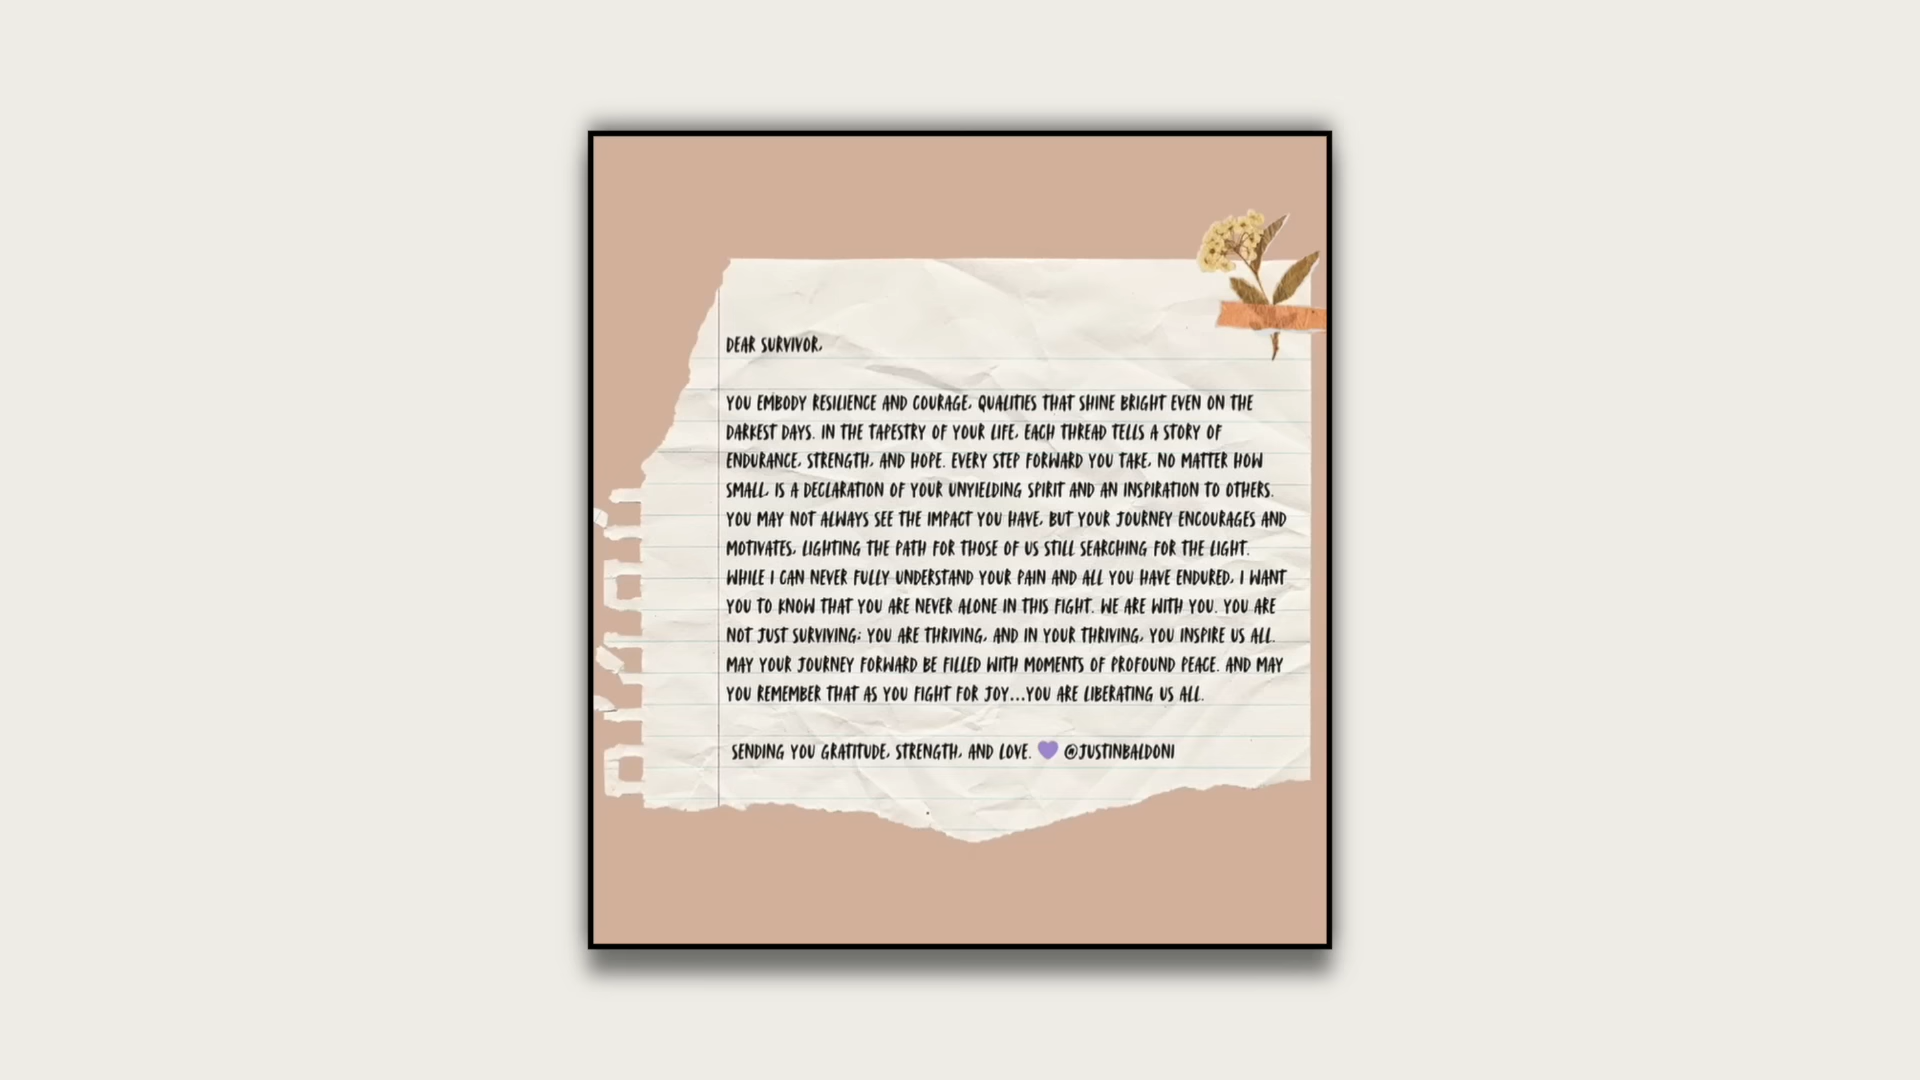 DEAR SURVIVOR,
YOU EMBODY RESILIENCE AND COURAGE, QUALITIES THAT SHINE BRIGHT EVEN ON THE
DARKEST DAYS. IN THE TAPESTRY OF YOUR LIFE, EACH THREAD TELLS A STORY OF
ENDURANCE, STRENGTH, AND HOPE. EVERY STEP FORWARD YOU TAKE, NO MATTER HOW
SMALL, IS A DECLARATION OF YOUR UNYIELDING SPIRIT AND AN INSPIRATION TO OTHERS.
YOU MAY NOT ALWAYS SEE THE IMPACT YOU HAVE, BUT YOUR JOURNEY ENCOURAGES AND
MOTIVATES, LIGHTING THE PATH FOR THOSE OF US STILL SEARCHING FOR THE LIGHT.
WHILE I CAN NEVER FULLY UNDERSTAND YOUR PAIN AND ALL YOU HAVE ENDURED, I WANT
YOU TO KNOW THAT YOU ARE NEVER ALONE IN THIS FIGHT. WE ARE WITH YOU. YOU ARE
NOT JUST SURVIVING; YOU ARE THRIVING, AND IN YOUR THRIVING, YOU INSPIRE US ALL.
MAY YOUR JOURNEY FORWARD BE FILLED WITH MOMENTS OF PROFOUND PEACE. AND MAY
YOU REMEMBER THAT AS YOU FIGHT FOR JOY...YOU ARE LIBERATING US ALL.
SENDING YOU GRATITUDE, STRENGTH, AND LOVE. 💜 @JUSTINBALDONI